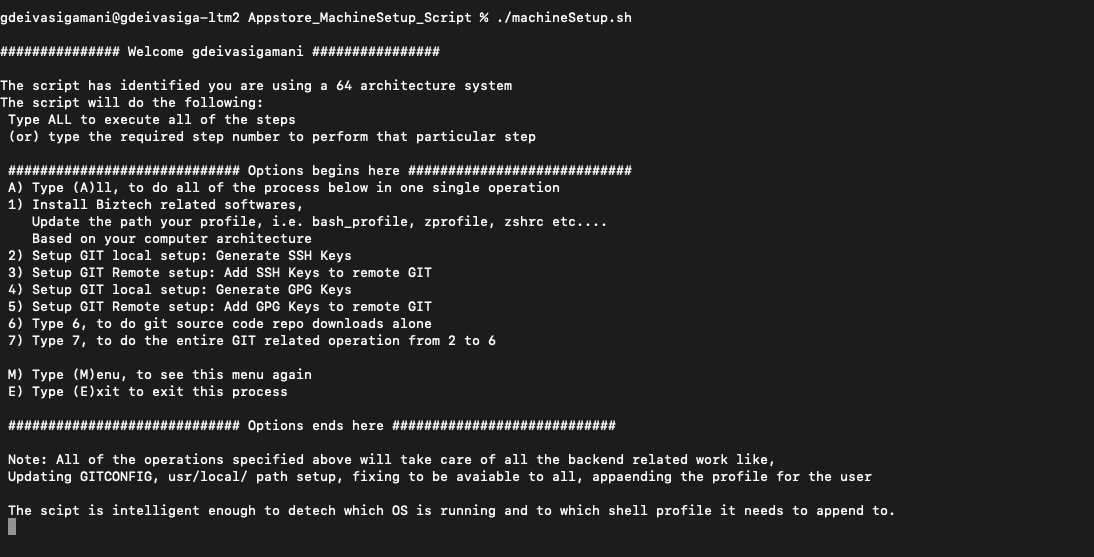 gdeivasigamani@gdeivasiga-ltm2 Appstore_MachineSetup_Script % ./machineSetup.sh
############### Welcome gdeivasigamani ################
The script has identified you are using a 64 architecture system
The script will do the following:
Type ALL to execute all of the steps
(or) type the required step number to perform that particular step
############################# Options begins here ############################
A) Type (A)ll, to do all of the process below in one single operation
1) Install Biztech related softwares,
Update the path your profile, i.e. bash_profile, zprofile, zshrc etc....
Based on your computer architecture
2) Setup GIT local setup: Generate SSH Keys
3) Setup GIT Remote setup: Add SSH Keys to remote GIT
4) Setup GIT local setup: Generate GPG Keys
5) Setup GIT Remote setup: Add GPG Keys to remote GIT
6) Type 6, to do git source code repo downloads alone
7) Type 7, to do the entire GIT related operation from 2 to 6
M) Type (M)enu, to see this menu again
E) Type (E)xit to exit this process
############################# Options ends here ############################
Note: All of the operations specified above will take care of all the backend related work like,
Updating GITCONFIG, usr/local/ path setup, fixing to be avaiable to all, appaending the profile for the user
The scipt is intelligent enough to detech which OS is running and to which shell profile it needs to append to.